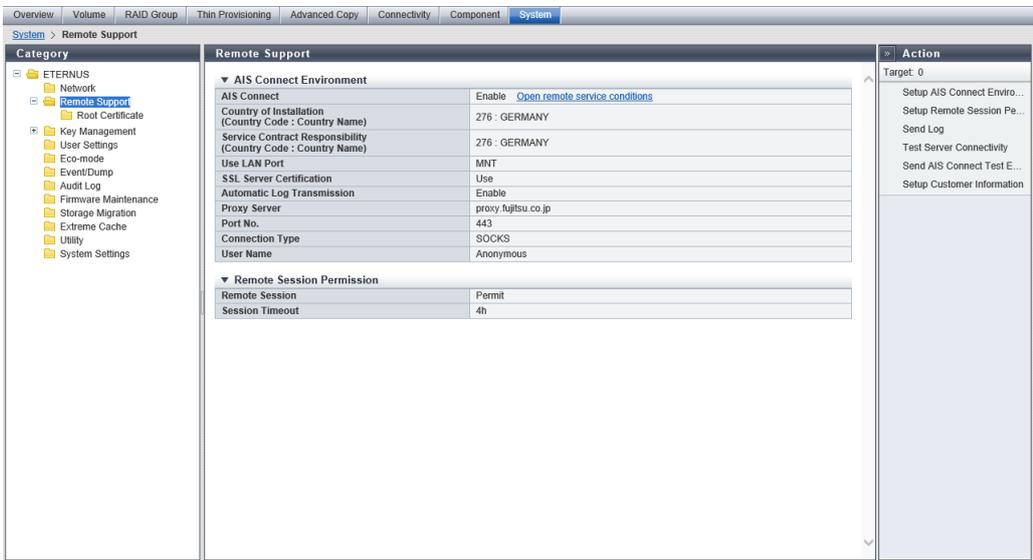 Overview Volume RAID Group Thin Provisioning Advanced Copy Connectivity Component System
System > Remote Support
Category
ETERNUS
Network
Remote Support
Root Certificate
Key Management
User Settings
Eco-mode
Event/Dump
Audit Log
Firmware Maintenance
Storage Migration
Extreme Cache
Utility
System Settings
Remote Support
▼ AIS Connect Environment
AIS Connect Enable Open remote service conditions
Country of Installation
(Country Code : Country Name) 276 : GERMANY
Service Contract Responsibility
(Country Code : Country Name) 276 : GERMANY
Use LAN Port MNT
SSL Server Certification Use
Automatic Log Transmission Enable
Proxy Server proxy.fujitsu.co.jp
Port No. 443
Connection Type SOCKS
User Name Anonymous
▼ Remote Session Permission
Remote Session Permit
Session Timeout 4h
» Action
Target: 0
Setup AIS Connect Enviro...
Setup Remote Session Pe...
Send Log
Test Server Connectivity
Send AIS Connect Test E...
Setup Customer Information